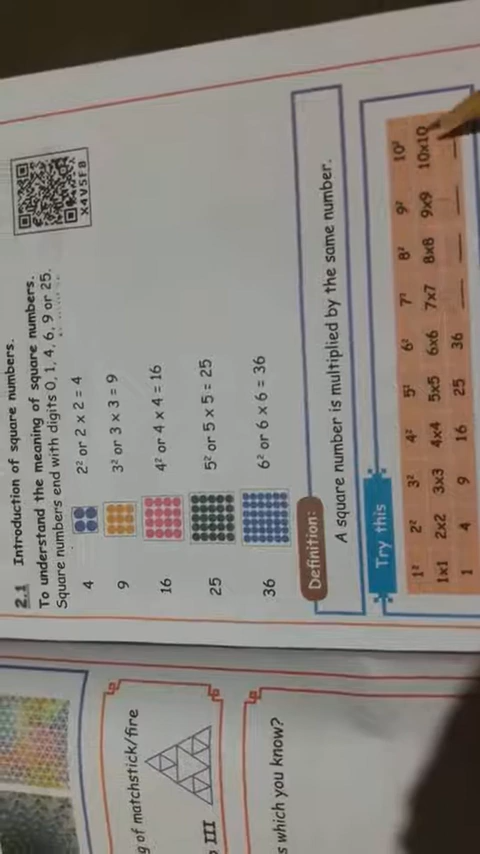 2.1 Introduction of square numbers.
To understand the meaning of square numbers.
Square numbers end with digits 0, 1, 4, 6, 9 or 25.
X4V5F8
4 2² or 2 x 2 = 4
9 3² or 3 x 3 = 9
16 4² or 4 x 4 = 16
25 5² or 5 x 5 = 25
36 6² or 6 x 6 = 36
Definition:
A square number is multiplied by the same number.
Try this
1² 2² 3² 4² 5² 6² 7² 8² 9² 10²
1x1 2x2 3x3 4x4 5x5 6x6 7x7 8x8 9x9 10x10
1 4 9 16 25 36 __ __ __ __
g of matchstick/fire
III
s which you know?